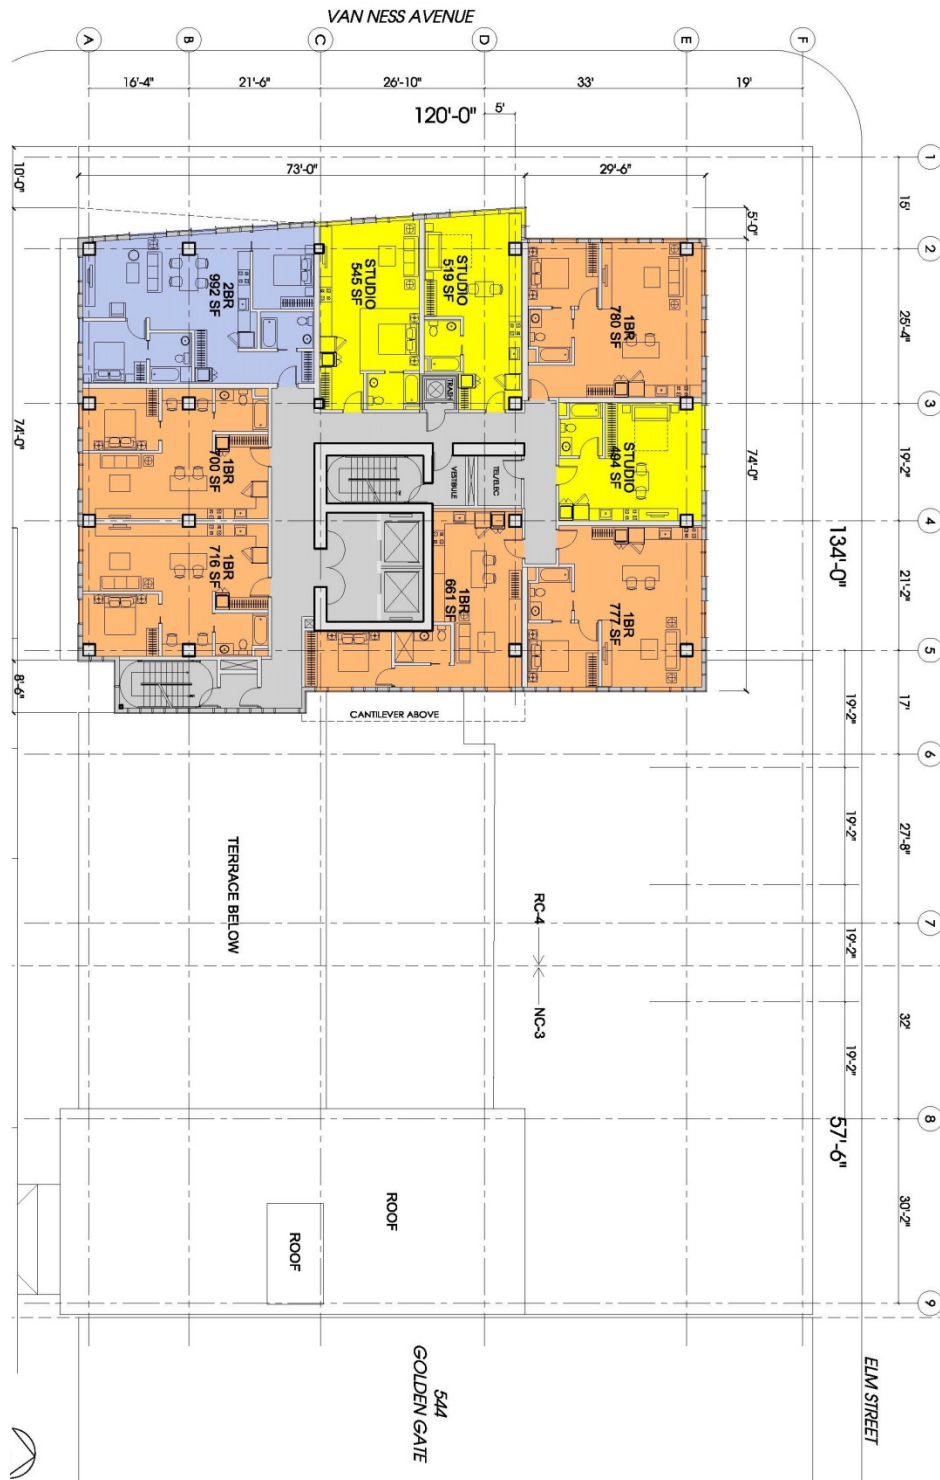 VAN NESS AVENUE
A
B
C
D
E
F
16'-4"
21'-6"
26'-10"
33'
19'
120'-0"
5'
73'-0"
29'-6"
10'-0"
5'-0"
1
15'
2
25'-4"
3
19'-2"
4
21'-2"
5
17'
6
27'-8"
7
32'
8
30'-2"
9
2BR
992 SF
STUDIO
545 SF
STUDIO
519 SF
1BR
780 SF
TRASH
STUDIO
494 SF
1BR
700 SF
VESTIBULE
TEL/ELEC
1BR
716 SF
1BR
661 SF
1BR
777 SF
74'-0"
74'-0"
134'-0"
8'-6"
CANTILEVER ABOVE
19'-2"
19'-2"
19'-2"
19'-2"
TERRACE BELOW
RC-4
NC-3
57'-6"
ROOF
ROOF
544
GOLDEN GATE
ELM STREET